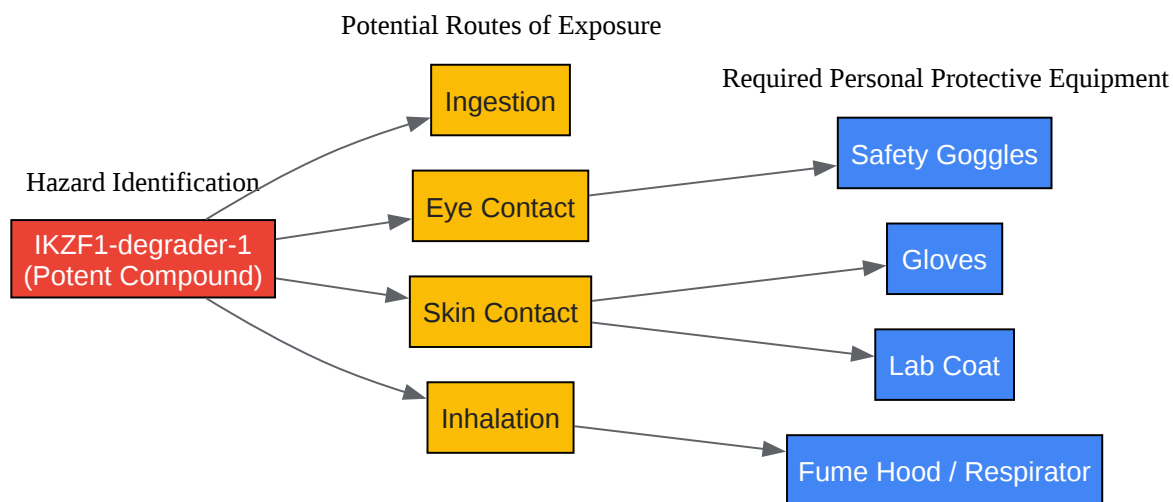 Potential Routes of Exposure
Required Personal Protective Equipment
Hazard Identification
IKZF1-degrader-1
(Potent Compound)
Ingestion
Eye Contact
Skin Contact
Inhalation
Safety Goggles
Gloves
Lab Coat
Fume Hood / Respirator